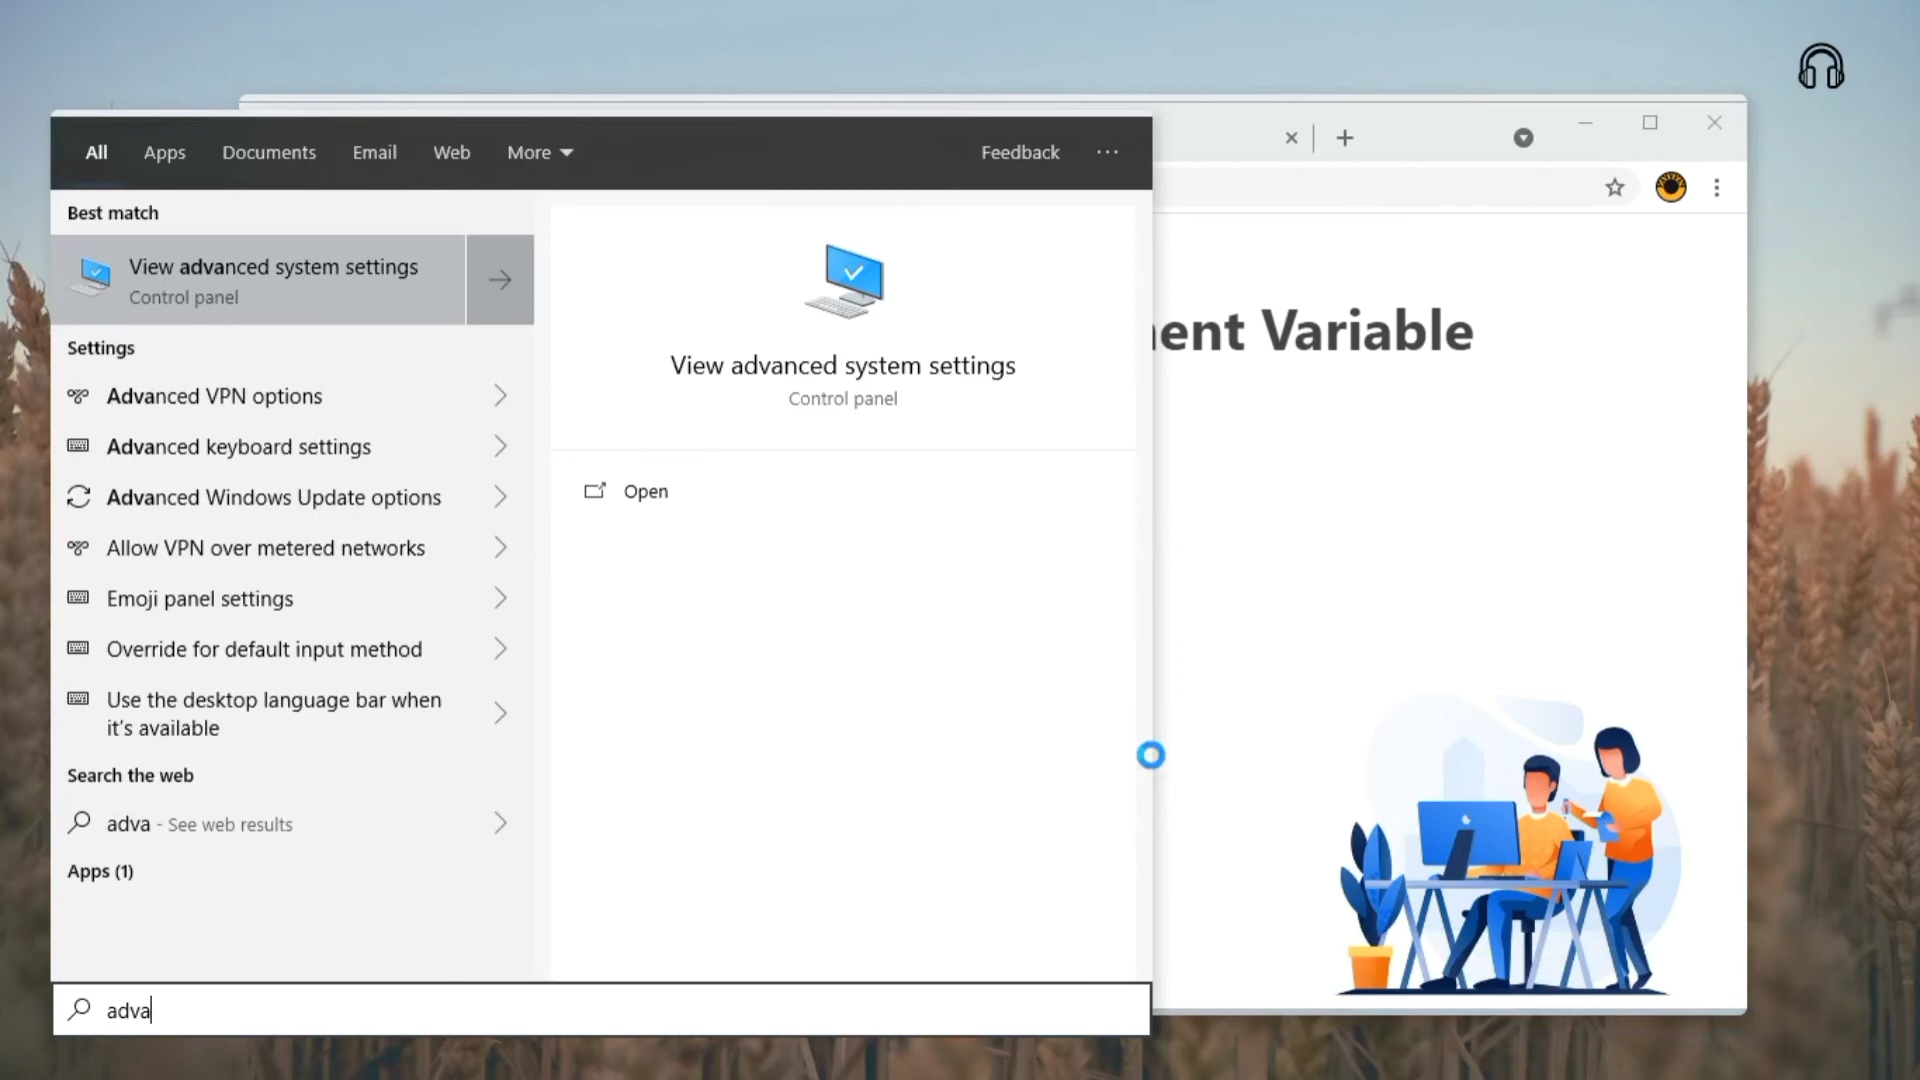 All Apps Documents Email Web More Feedback
Best match
View advanced system settings
Control panel
Settings
Advanced VPN options
Advanced keyboard settings
Advanced Windows Update options
Allow VPN over metered networks
Emoji panel settings
Override for default input method
Use the desktop language bar when
it's available
Search the web
adva - See web results
Apps (1)
adva
View advanced system settings
Control panel
Open
ent Variable